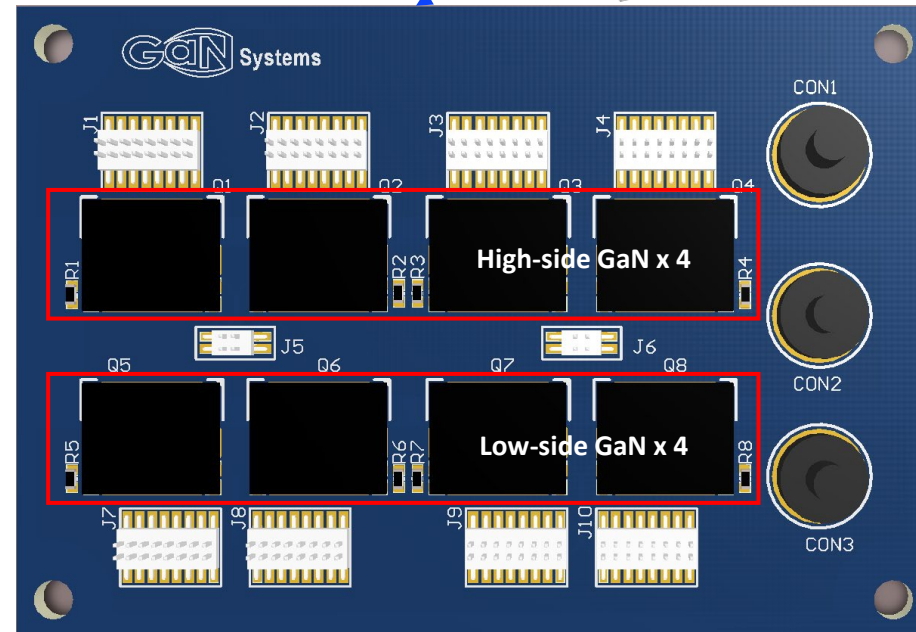 GaN Systems
CON1
J1
J2
J3
J4
Q1
Q2
Q3
Q4
R1
R2
R3
High-side GaN x 4
R4
J5
J6
Q5
Q6
Q7
Q8
CON2
R5
R6
R7
Low-side GaN x 4
R8
J7
J8
J9
J10
CON3